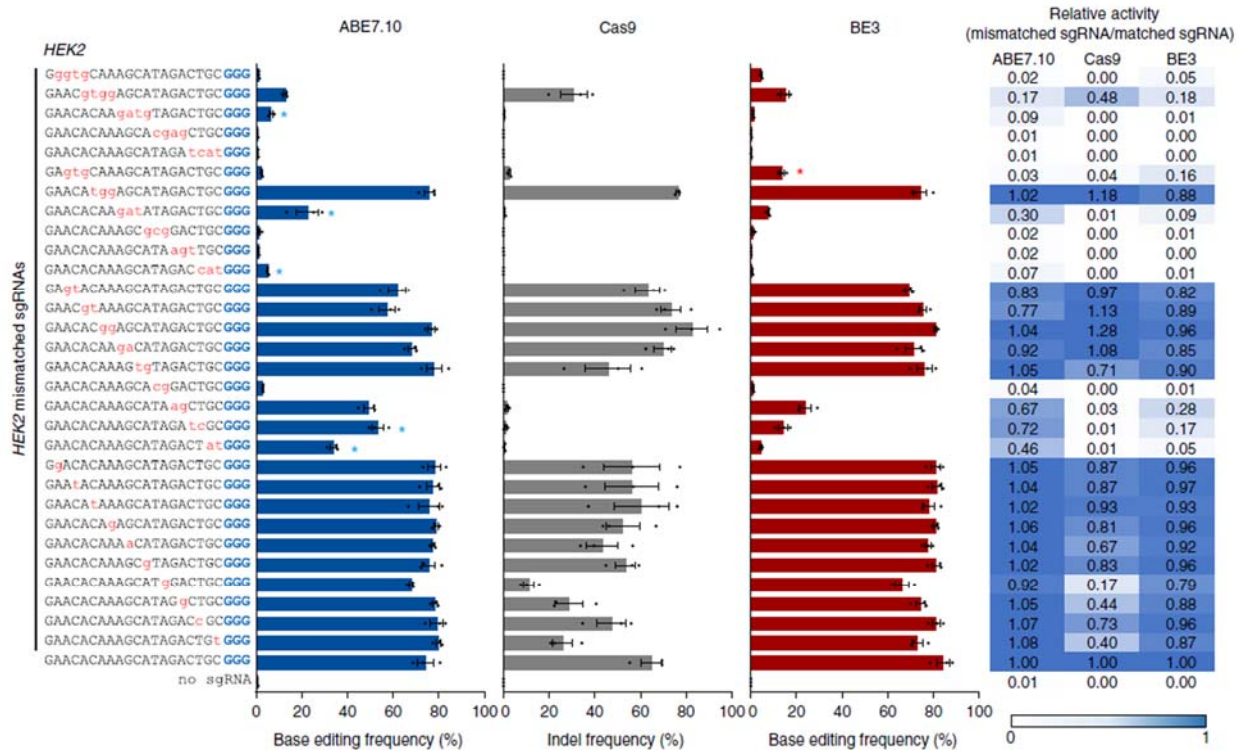 ABE7.10
Cas9
BE3
Relative activity
(mismatched sgRNA/matched sgRNA)
HEK2
ABE7.10 Cas9 BE3
HEK2 mismatched sgRNAs
GggtgCAAAGCATAGACTGCGGG 0.02 0.00 0.05
GAACgtggAGCATAGACTGCGGG 0.17 0.48 0.18
GAACACAAgatgTAGACTGCGGG * 0.09 0.00 0.01
GAACACAAAGCAcgagCTGCGGG 0.01 0.00 0.00
GAACACAAAGCATAGAtcatGGG 0.01 0.00 0.00
GAgtgCAAAGCATAGACTGCGGG * 0.03 0.04 0.16
GAACAtggAGCATAGACTGCGGG 1.02 1.18 0.88
GAACACAAgatATAGACTGCGGG * 0.30 0.01 0.09
GAACACAAAGCgcgGACTGCGGG 0.02 0.00 0.01
GAACACAAAGCATAagtTGCGGG 0.02 0.00 0.00
GAACACAAAGCATAGACcatGGG * 0.07 0.00 0.01
GAgtACAAAGCATAGACTGCGGG 0.83 0.97 0.82
GAACgtAAAGCATAGACTGCGGG 0.77 1.13 0.89
GAACACggAGCATAGACTGCGGG 1.04 1.28 0.96
GAACACAAgaCATAGACTGCGGG 0.92 1.08 0.85
GAACACAAAGtgTAGACTGCGGG 1.05 0.71 0.90
GAACACAAAGCAcgGACTGCGGG 0.04 0.00 0.01
GAACACAAAGCATAagCTGCGGG 0.67 0.03 0.28
GAACACAAAGCATAGAtcGCGGG * 0.72 0.01 0.17
GAACACAAAGCATAGACTatGGG * 0.46 0.01 0.05
GgACACAAAGCATAGACTGCGGG 1.05 0.87 0.96
GAAtACAAAGCATAGACTGCGGG 1.04 0.87 0.97
GAACAtAAAGCATAGACTGCGGG 1.02 0.93 0.93
GAACACAgAGCATAGACTGCGGG 1.06 0.81 0.96
GAACACAAAaCATAGACTGCGGG 1.04 0.67 0.92
GAACACAAAGCgTAGACTGCGGG 1.02 0.83 0.96
GAACACAAAGCATgGACTGCGGG 0.92 0.17 0.79
GAACACAAAGCATAGgCTGCGGG 1.05 0.44 0.88
GAACACAAAGCATAGACcGCGGG 1.07 0.73 0.96
GAACACAAAGCATAGACTGtGGG 1.08 0.40 0.87
GAACACAAAGCATAGACTGCGGG 1.00 1.00 1.00
no sgRNA 0.01 0.00 0.00
0 20 40 60 80 100
0 20 40 60 80 100
0 20 40 60 80 100
0 1
Base editing frequency (%)
Indel frequency (%)
Base editing frequency (%)